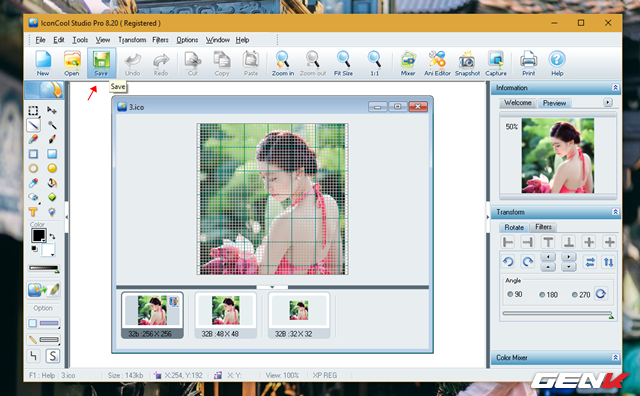 IconCool Studio Pro 8.20 ( Registered )
File Edit Tools View Transform Filters Options Window Help
New Open Save Undo Redo Cut Copy Paste Zoom in Zoom out Fit Size 1:1 Mixer Ani Editor Snapshot Capture Print Help
Save
3.ico
Information
Welcome Preview
50%
Transform
Rotate Filters
Angle
90 180 270
Color Mixer
Color
Option
32b :256 X 256
32B :48 X 48
32B :32 X 32
F1 : Help 3.ico Size : 143kb X:254, Y:192 X: Y: View: 100% XP REG
GENK